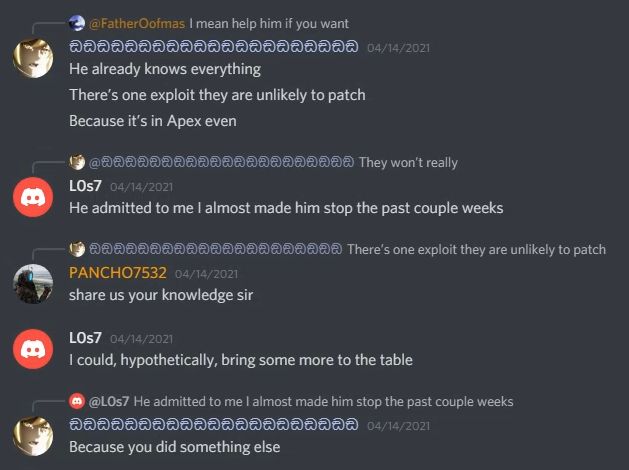 @FatherOofmas I mean help him if you want
ඞඞඞඞඞඞඞඞඞඞඞඞඞඞඞඞඞඞඞඞඞ 04/14/2021
He already knows everything
There's one exploit they are unlikely to patch
Because it's in Apex even
@ඞඞඞඞඞඞඞඞඞඞඞඞඞඞඞඞඞඞඞඞඞ They won't really
L0s7 04/14/2021
He admitted to me I almost made him stop the past couple weeks
ඞඞඞඞඞඞඞඞඞඞඞඞඞඞඞඞඞඞඞඞඞ There's one exploit they are unlikely to patch
PANCHO7532 04/14/2021
share us your knowledge sir
L0s7 04/14/2021
I could, hypothetically, bring some more to the table
@L0s7 He admitted to me I almost made him stop the past couple weeks
ඞඞඞඞඞඞඞඞඞඞඞඞඞඞඞඞඞඞඞඞඞ 04/14/2021
Because you did something else